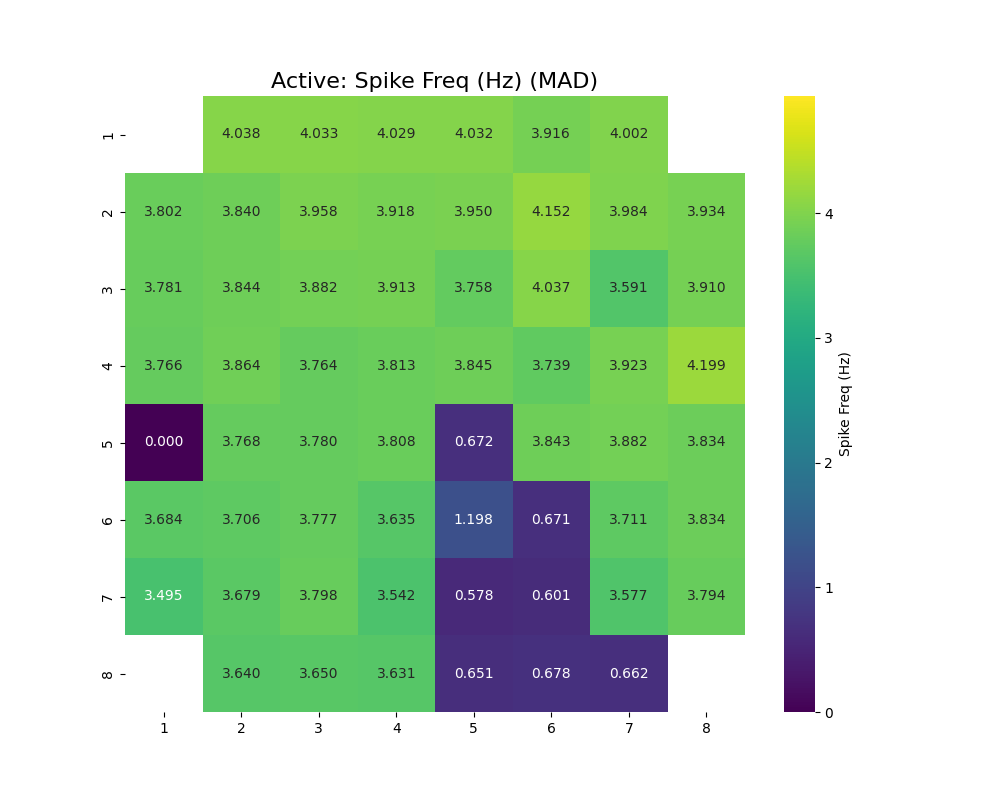 Active: Spike Freq (Hz) (MAD)
1 4.038 4.033 4.029 4.032 3.916 4.002
2 3.802 3.840 3.958 3.918 3.950 4.152 3.984 3.934
3 3.781 3.844 3.882 3.913 3.758 4.037 3.591 3.910
4 3.766 3.864 3.764 3.813 3.845 3.739 3.923 4.199
5 0.000 3.768 3.780 3.808 0.672 3.843 3.882 3.834
6 3.684 3.706 3.777 3.635 1.198 0.671 3.711 3.834
7 3.495 3.679 3.798 3.542 0.578 0.601 3.577 3.794
8 3.640 3.650 3.631 0.651 0.678 0.662
1 2 3 4 5 6 7 8
4
3
2
1
0
Spike Freq (Hz)